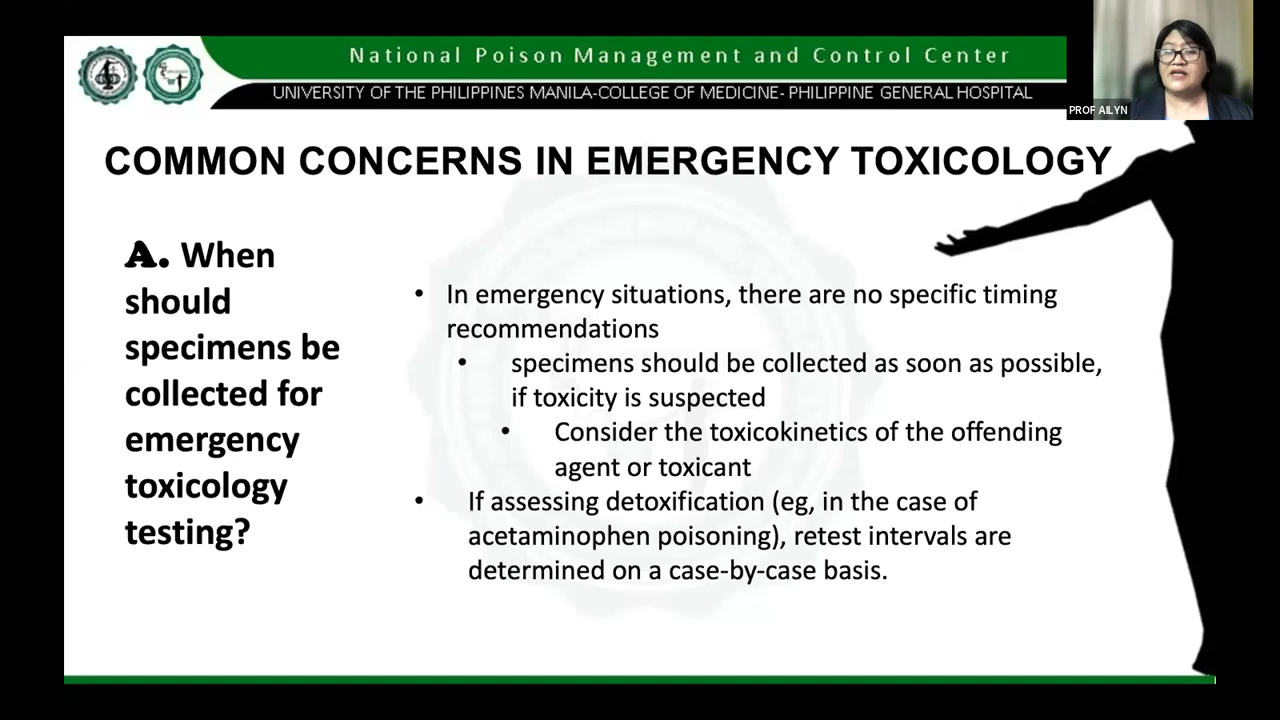 National Poison Management and Control Center
UNIVERSITY OF THE PHILIPPINES MANILA-COLLEGE OF MEDICINE- PHILIPPINE GENERAL HOSPITAL
PROF AILYN
COMMON CONCERNS IN EMERGENCY TOXICOLOGY
A. When
should
specimens be
collected for
emergency
toxicology
testing?
• In emergency situations, there are no specific timing
recommendations
• specimens should be collected as soon as possible,
if toxicity is suspected
• Consider the toxicokinetics of the offending
agent or toxicant
• If assessing detoxification (eg, in the case of
acetaminophen poisoning), retest intervals are
determined on a case-by-case basis.